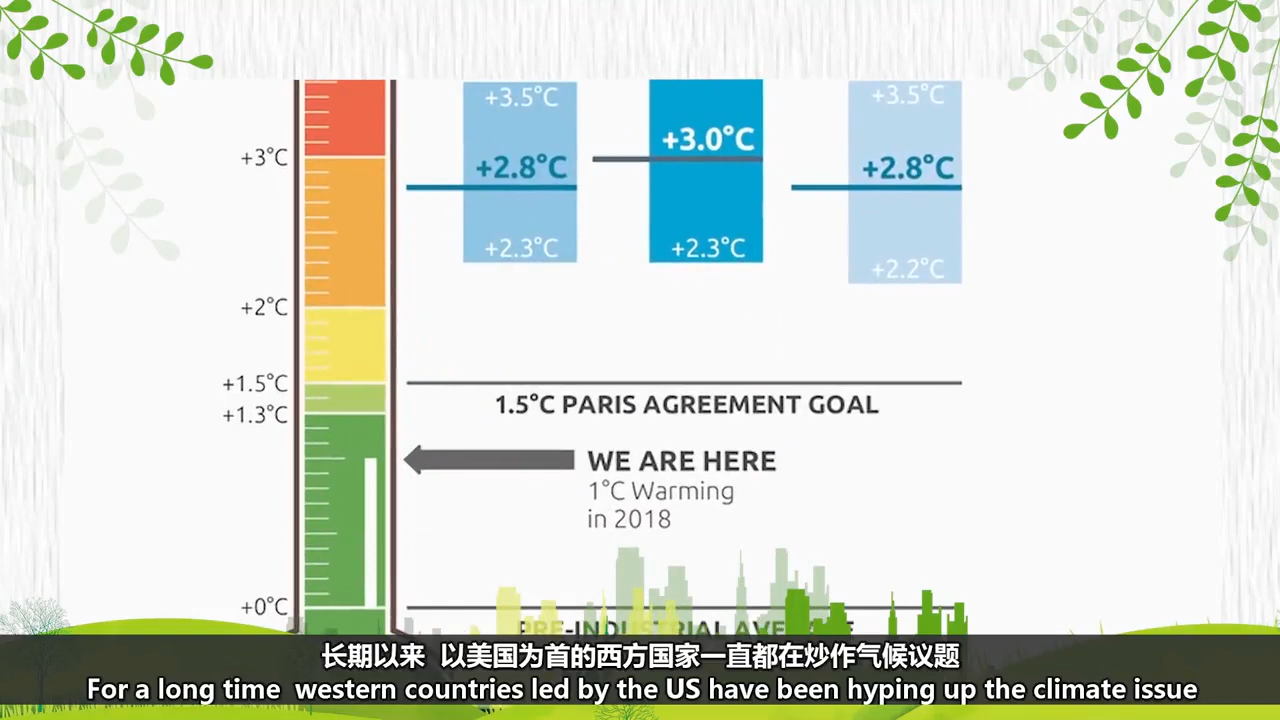 +3.5°C
+3.5°C
+3.0°C
+3°C
+2.8°C
+2.8°C
+2.3°C
+2.3°C
+2.2°C
+2°C
+1.5°C
1.5°C PARIS AGREEMENT GOAL
+1.3°C
WE ARE HERE
1°C Warming
in 2018
+0°C
PRE-INDUSTRIAL AVERAGE
长期以来 以美国为首的西方国家一直都在炒作气候议题
For a long time western countries led by the US have been hyping up the climate issue